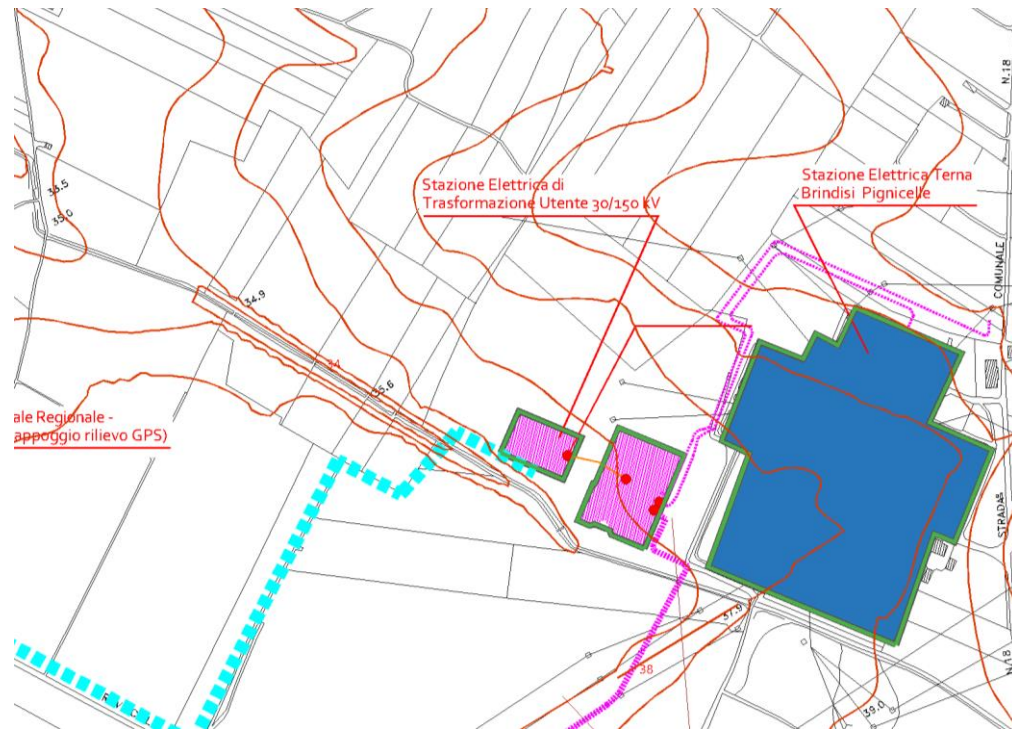 N.18
Stazione Elettrica di
Trasformazione Utente 30/150 kV
Stazione Elettrica Terna
Brindisi Pignicelle
33.5
35.0
COMUNALE
34.9
34
35.6
ale Regionale -
appoggio rilievo GPS)
STRADA
37.9
38
39.0
N.18